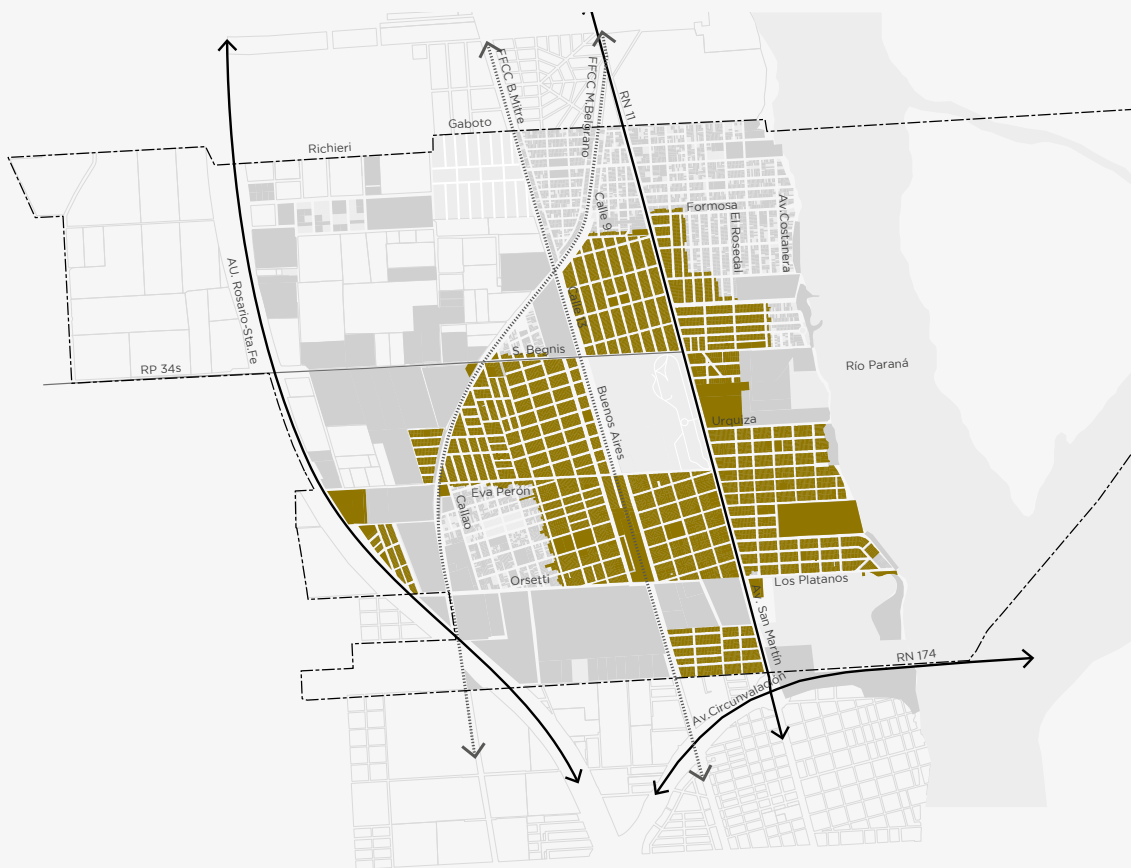 FFCC B.Mitre
FFCC M.Belgrano
RN 11
Gaboto
Richieri
Calle 9
Formosa
El Rosedal
Av.Costanera
AU. Rosario-Sta.Fe
Calle 13
S. Begnis
RP 34s
Río Paraná
Buenos Aires
Urquiza
Eva Perón
Callao
Orsetti
Los Platanos
Av. San Martín
RN 174
Av.Circunvalación